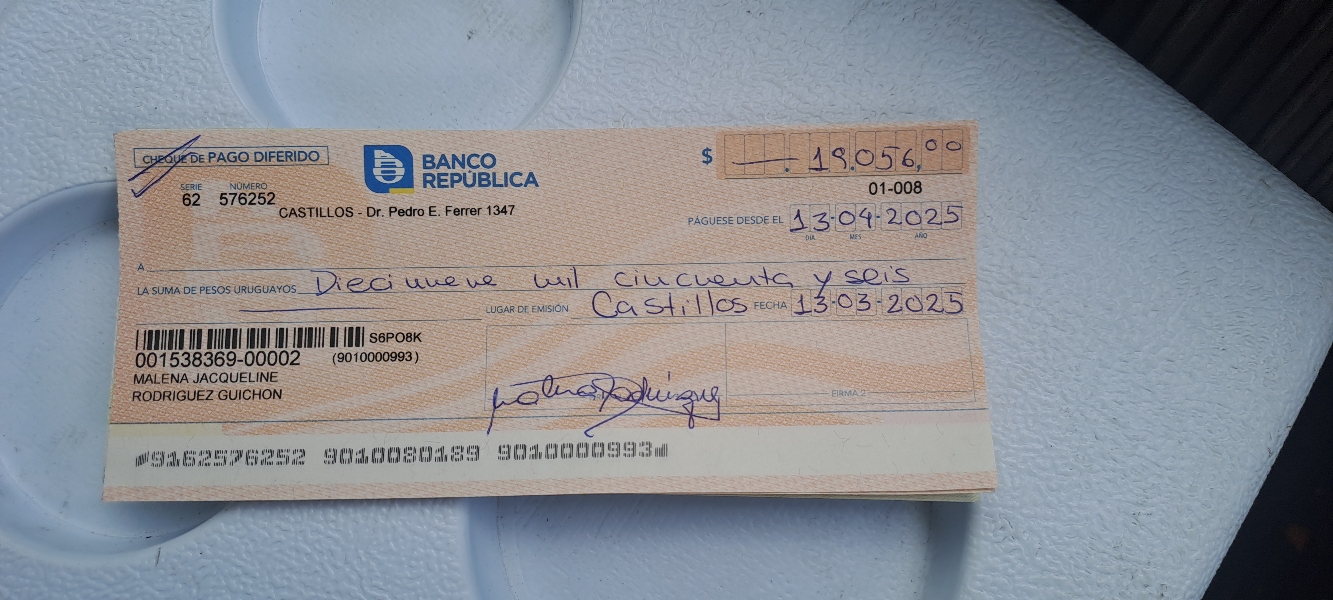 CHEQUE DE PAGO DIFERIDO
BANCO
REPÚBLICA
$ 19.056,00
SERIE NÚMERO
62 576252
01-008
CASTILLOS - Dr. Pedro E. Ferrer 1347
PÁGUESE DESDE EL 13-04-2025
DIA MES AÑO
A
LA SUMA DE PESOS URUGUAYOS Diecinueve mil cincuenta y seis
LUGAR DE EMISIÓN Castillos FECHA 13-03-2025
S6PO8K
001538369-00002 (9010000993)
MALENA JACQUELINE
RODRIGUEZ GUICHON
Malena Rodríguez
FIRMA 2
9162576252 9010080189 9010000993